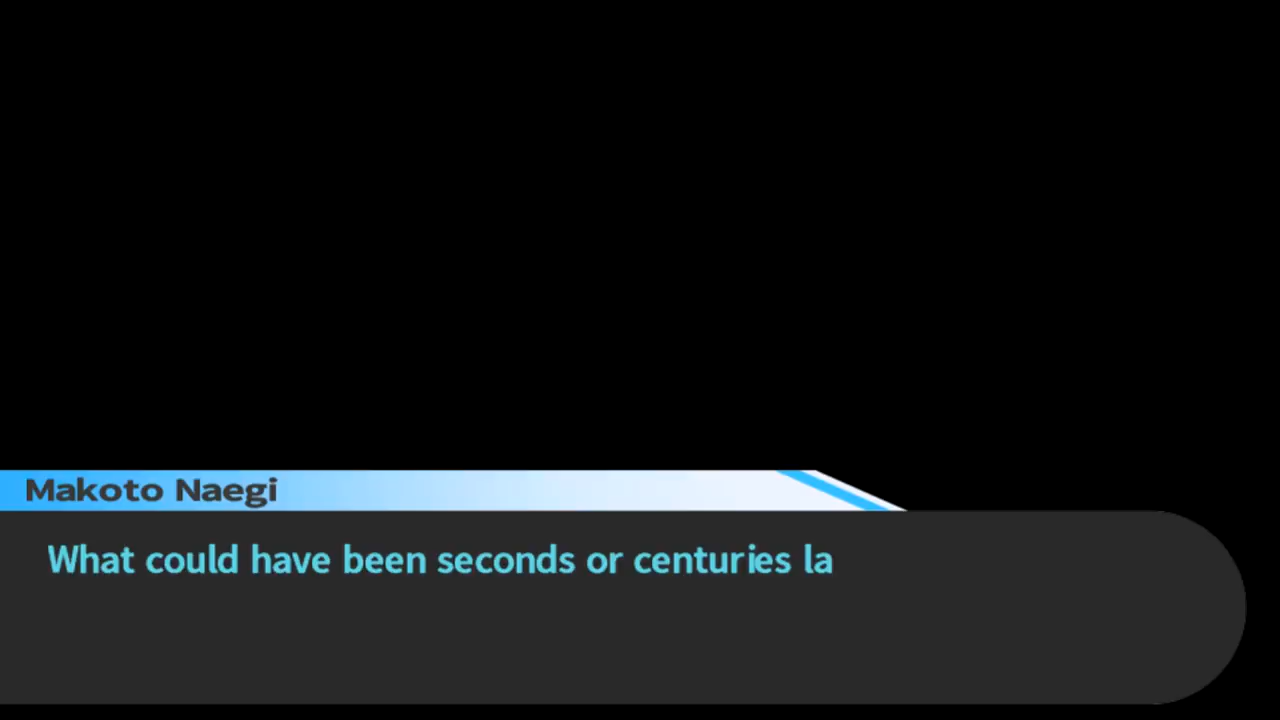 Makoto Naegi
What could have been seconds or centuries la